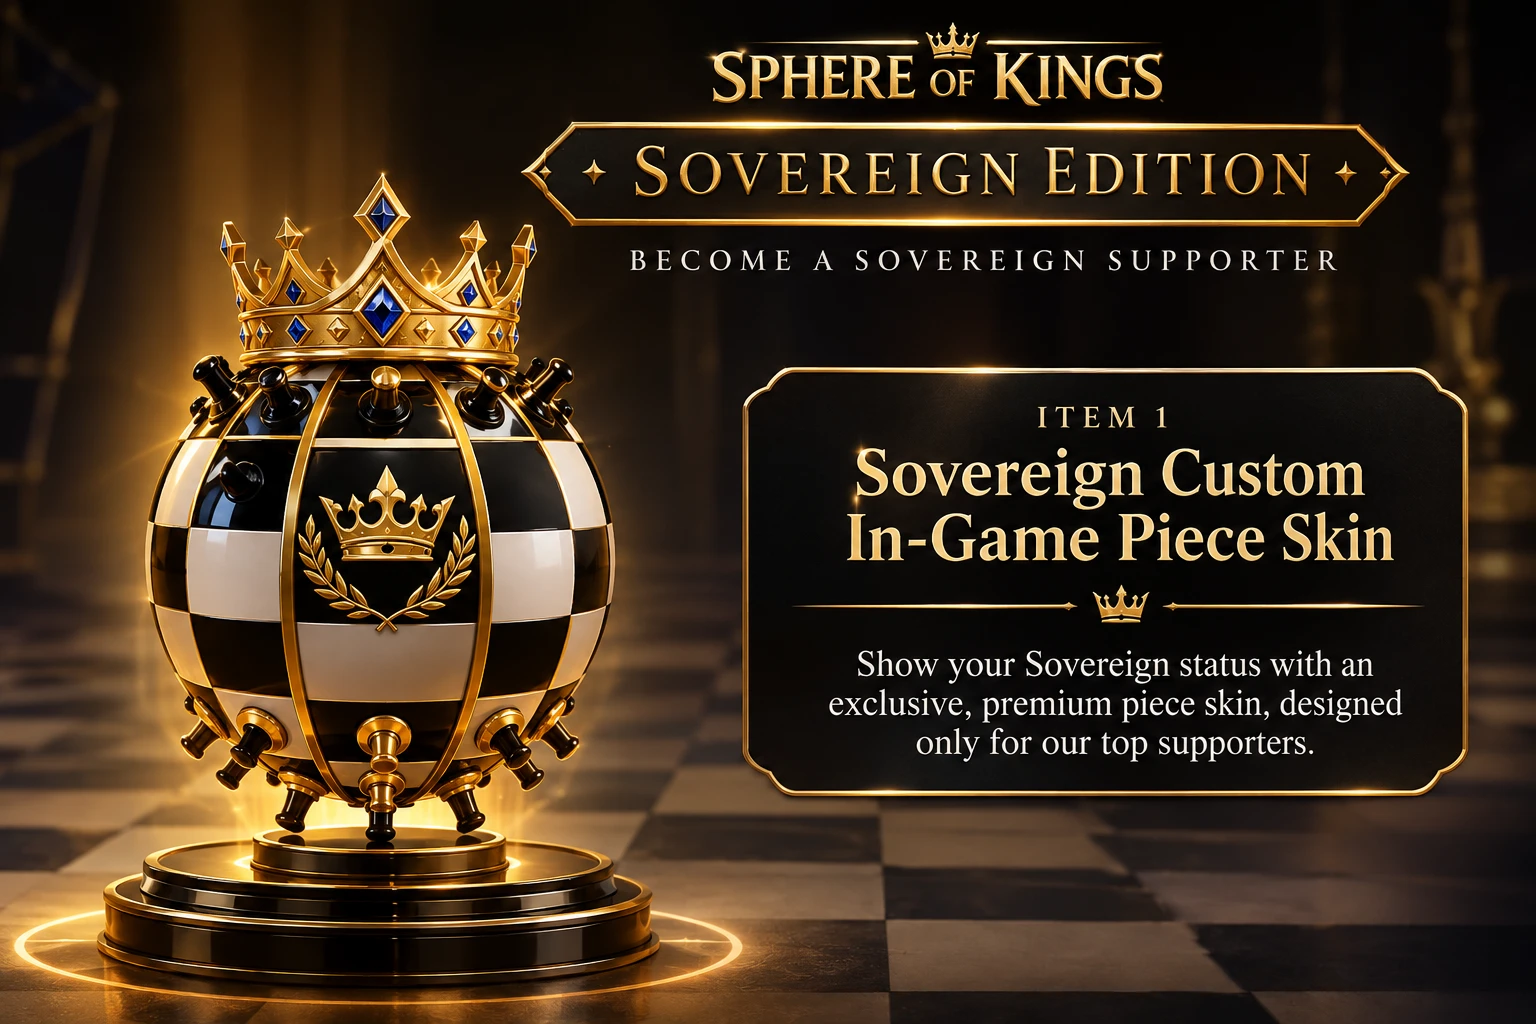 SPHERE OF KINGS
SOVEREIGN EDITION
BECOME A SOVEREIGN SUPPORTER
ITEM 1
Sovereign Custom
In-Game Piece Skin
Show your Sovereign status with an
exclusive, premium piece skin, designed
only for our top supporters.